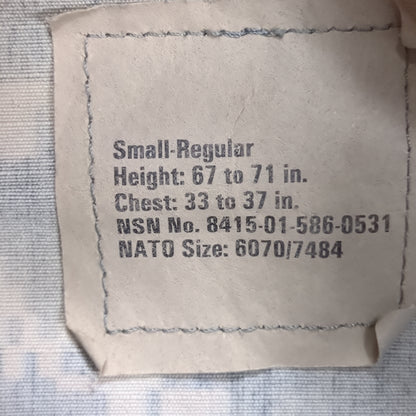 Small-Regular
Height: 67 to 71 in.
Chest: 33 to 37 in.
NSN No. 8415-01-586-0531
NATO Size: 6070/7484